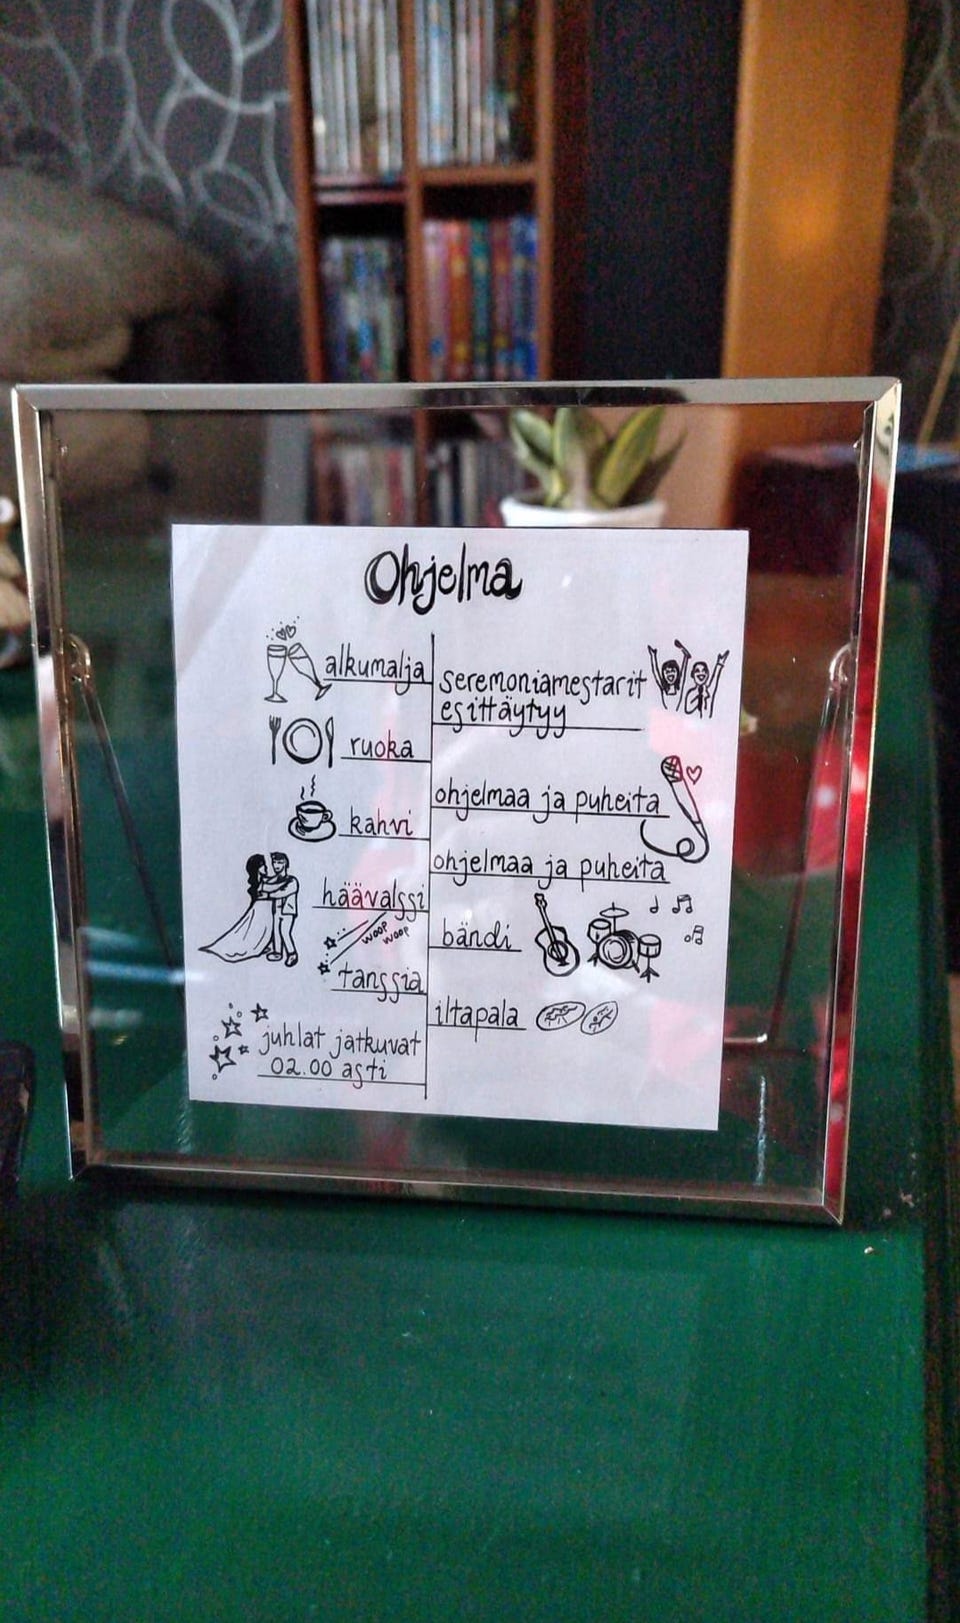 Ohjelma
alkumalja
seremoniamestarit
esittäytyy
ruoka
ohjelmaa ja puheita
kahvi
ohjelmaa ja puheita
häävalssi
woop
woop
bändi
tanssia
iltapala
juhlat jatkuvat
02.00 asti